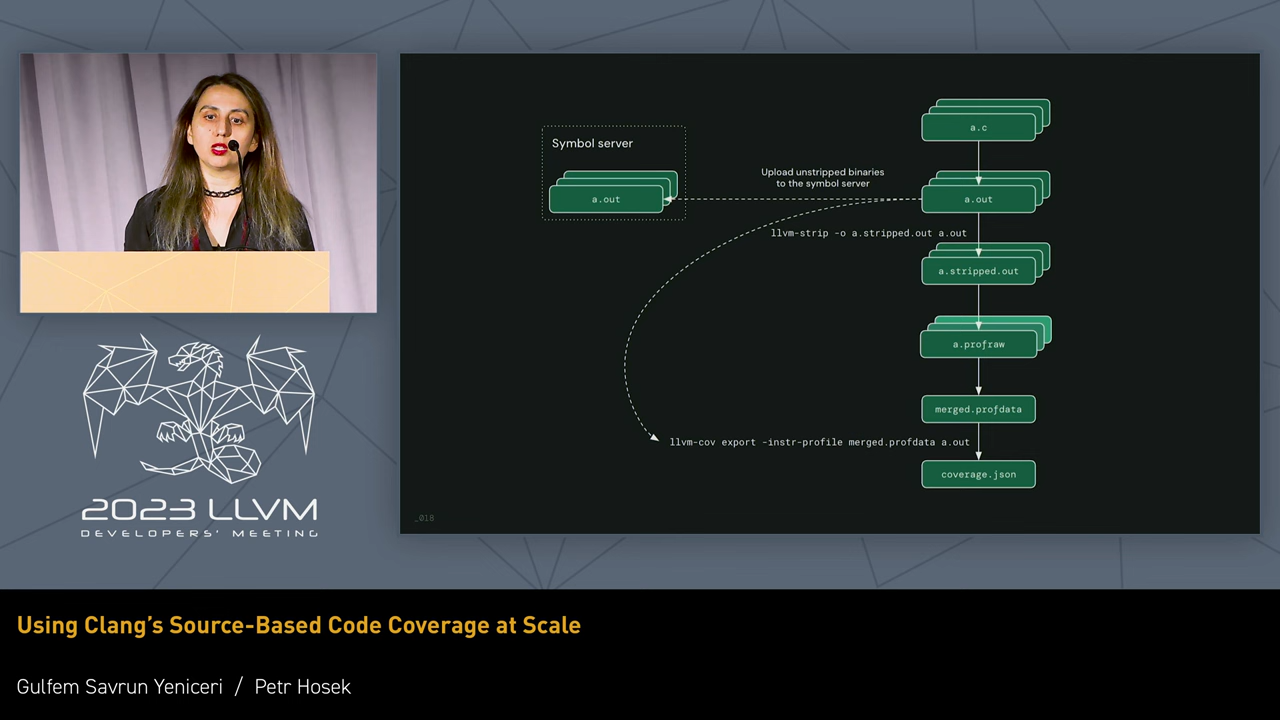 a.c
Symbol server
Upload unstripped binaries
to the symbol server
a.out
a.out
llvm-strip -o a.stripped.out a.out
a.stripped.out
a.profraw
merged.profdata
llvm-cov export -instr-profile merged.profdata a.out
coverage.json
_018
2023 LLVM
DEVELOPERS' MEETING
Using Clang’s Source-Based Code Coverage at Scale
Gulfem Savrun Yeniceri / Petr Hosek